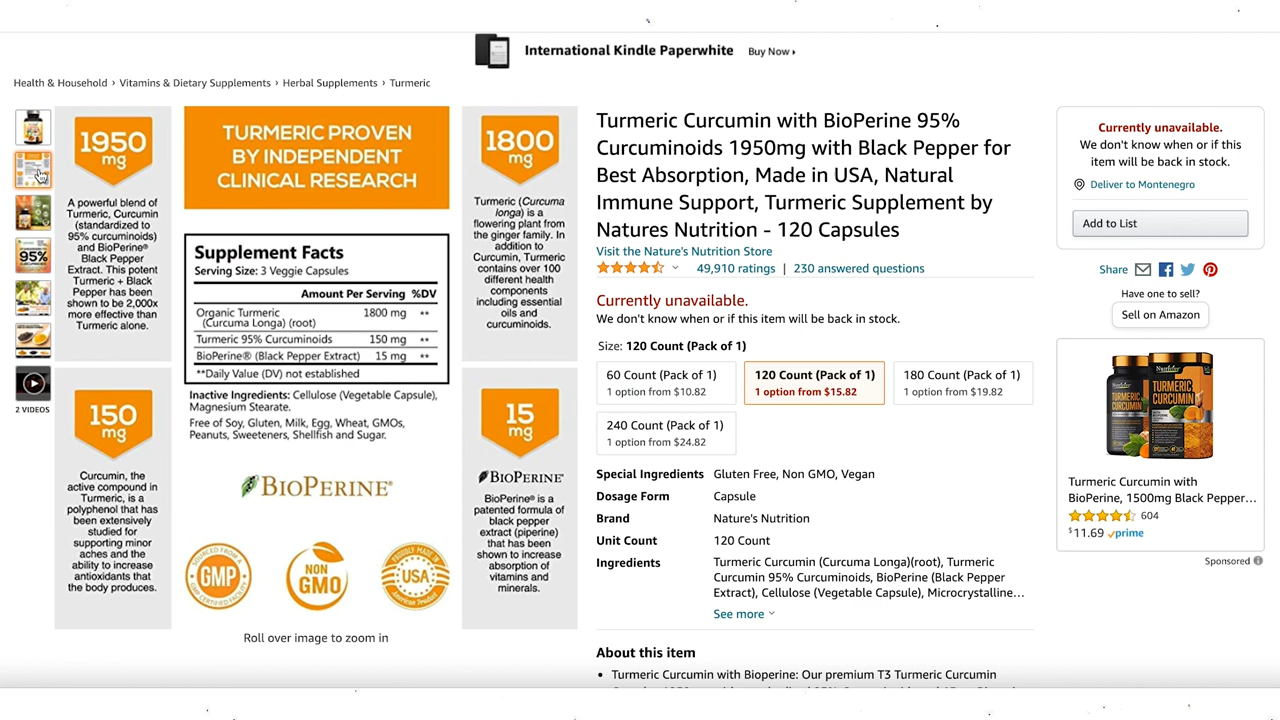 International Kindle Paperwhite Buy Now ›
Health & Household › Vitamins & Dietary Supplements › Herbal Supplements › Turmeric
2 VIDEOS
1950
mg
A powerful blend of
Turmeric, Curcumin
(standardized to
95% curcuminoids)
and BioPerine®
Black Pepper
Extract. This potent
Turmeric + Black
Pepper has been
shown to be 2,000x
more effective than
Turmeric alone.
150
mg
Curcumin, the
active compound in
Turmeric, is a
polyphenol that has
been extensively
studied for
supporting minor
aches and the
ability to increase
antioxidants that
the body produces.
TURMERIC PROVEN
BY INDEPENDENT
CLINICAL RESEARCH
Supplement Facts
Serving Size: 3 Veggie Capsules
Amount Per Serving %DV
Organic Turmeric 1800 mg **
(Curcuma Longa) (root)
Turmeric 95% Curcuminoids 150 mg **
BioPerine® (Black Pepper Extract) 15 mg **
**Daily Value (DV) not established
Inactive Ingredients: Cellulose (Vegetable Capsule),
Magnesium Stearate.
Free of Soy, Gluten, Milk, Egg, Wheat, GMOs,
Peanuts, Sweeteners, Shellfish and Sugar.
BIOPERINE®
SOURCED FROM A
GMP
GMP CERTIFIED FACILITY
NON
GMO
PROUDLY MADE IN
USA
American Product
Roll over image to zoom in
1800
mg
Turmeric (Curcuma
longa) is a
flowering plant from
the ginger family. In
addition to
Curcumin, Turmeric
contains over 100
different health
components
including essential
oils and
curcuminoids.
15
mg
BIOPERINE®
BioPerine® is a
patented formula of
black pepper
extract (piperine)
that has been
shown to increase
absorption of
vitamins and
minerals.
Turmeric Curcumin with BioPerine 95%
Curcuminoids 1950mg with Black Pepper for
Best Absorption, Made in USA, Natural
Immune Support, Turmeric Supplement by
Natures Nutrition - 120 Capsules
Visit the Nature's Nutrition Store
49,910 ratings | 230 answered questions
Currently unavailable.
We don't know when or if this item will be back in stock.
Size: 120 Count (Pack of 1)
60 Count (Pack of 1)
1 option from $10.82
120 Count (Pack of 1)
1 option from $15.82
180 Count (Pack of 1)
1 option from $19.82
240 Count (Pack of 1)
1 option from $24.82
Special Ingredients Gluten Free, Non GMO, Vegan
Dosage Form Capsule
Brand Nature's Nutrition
Unit Count 120 Count
Ingredients Turmeric Curcumin (Curcuma Longa)(root), Turmeric
Curcumin 95% Curcuminoids, BioPerine (Black Pepper
Extract), Cellulose (Vegetable Capsule), Microcrystalline...
See more
About this item
• Turmeric Curcumin with Bioperine: Our premium T3 Turmeric Curcumin
Currently unavailable.
We don't know when or if this
item will be back in stock.
Deliver to Montenegro
Add to List
Share
Have one to sell?
Sell on Amazon
TURMERIC
CURCUMIN
TURMERIC
CURCUMIN
Turmeric Curcumin with
BioPerine, 1500mg Black Pepper...
604
$11.69 prime
Sponsored
95%